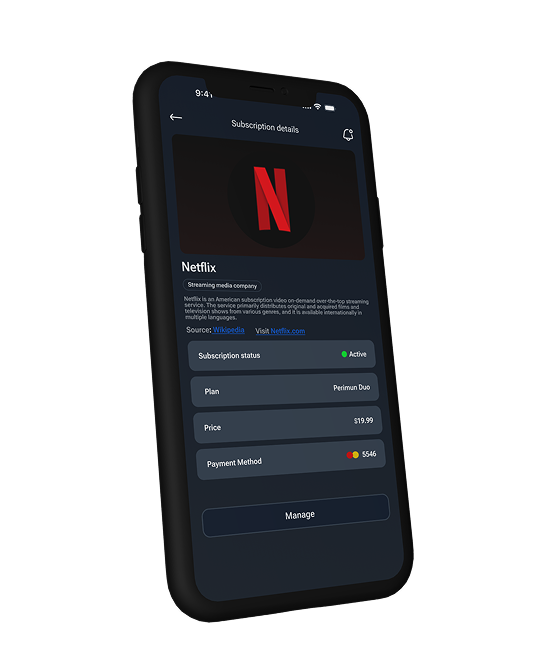 9:41
Subscription details
N
Netflix
Streaming media company
Netflix is an American subscription video on-demand over-the-top streaming
service. The service primarily distributes original and acquired films and
television shows from various genres, and it is available internationally in
multiple languages.
Source: Wikipedia Visit Netflix.com
Subscription status Active
Plan Perimun Duo
Price $19.99
Payment Method 5546
Manage